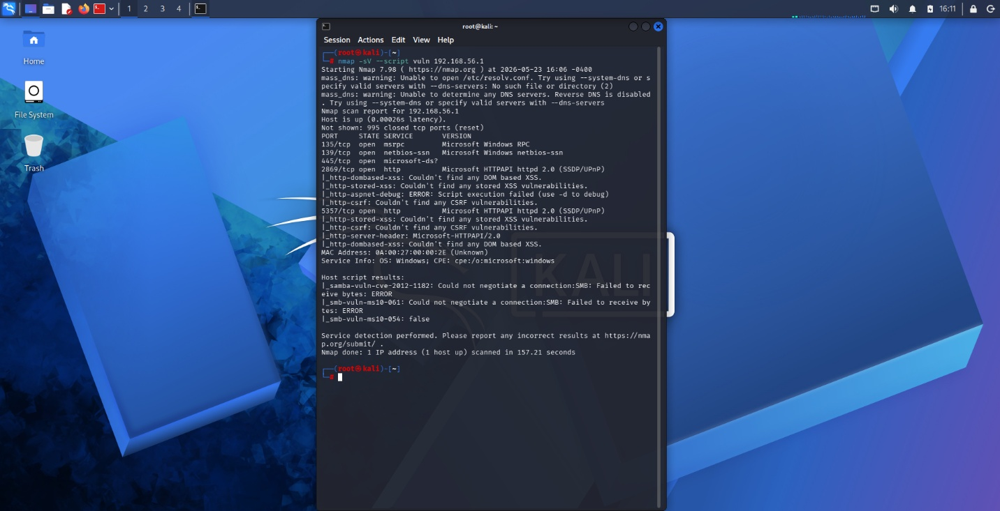 1 2 3 4
16:11
Home
File System
Trash
root@kali: ~
Session Actions Edit View Help
┌──(root㉿kali)-[~]
└─# nmap -sV --script vuln 192.168.56.1
Starting Nmap 7.98 ( https://nmap.org ) at 2026-05-23 16:06 -0400
mass_dns: warning: Unable to open /etc/resolv.conf. Try using --system-dns or s
pecify valid servers with --dns-servers: No such file or directory (2)
mass_dns: warning: Unable to determine any DNS servers. Reverse DNS is disabled
. Try using --system-dns or specify valid servers with --dns-servers
Nmap scan report for 192.168.56.1
Host is up (0.00026s latency).
Not shown: 995 closed tcp ports (reset)
PORT     STATE SERVICE       VERSION
135/tcp  open  msrpc         Microsoft Windows RPC
139/tcp  open  netbios-ssn   Microsoft Windows netbios-ssn
445/tcp  open  microsoft-ds?
2869/tcp open  http          Microsoft HTTPAPI httpd 2.0 (SSDP/UPnP)
|_http-dombased-xss: Couldn't find any DOM based XSS.
|_http-stored-xss: Couldn't find any stored XSS vulnerabilities.
|_http-aspnet-debug: ERROR: Script execution failed (use -d to debug)
|_http-csrf: Couldn't find any CSRF vulnerabilities.
5357/tcp open  http          Microsoft HTTPAPI httpd 2.0 (SSDP/UPnP)
|_http-stored-xss: Couldn't find any stored XSS vulnerabilities.
|_http-csrf: Couldn't find any CSRF vulnerabilities.
|_http-server-header: Microsoft-HTTPAPI/2.0
|_http-dombased-xss: Couldn't find any DOM based XSS.
MAC Address: 0A:00:27:00:00:2E (Unknown)
Service Info: OS: Windows; CPE: cpe:/o:microsoft:windows
Host script results:
|_samba-vuln-cve-2012-1182: Could not negotiate a connection:SMB: Failed to rec
eive bytes: ERROR
|_smb-vuln-ms10-061: Could not negotiate a connection:SMB: Failed to receive by
tes: ERROR
|_smb-vuln-ms10-054: false
Service detection performed. Please report any incorrect results at https://nma
p.org/submit/ .
Nmap done: 1 IP address (1 host up) scanned in 157.21 seconds
┌──(root㉿kali)-[~]
└─#
KALI